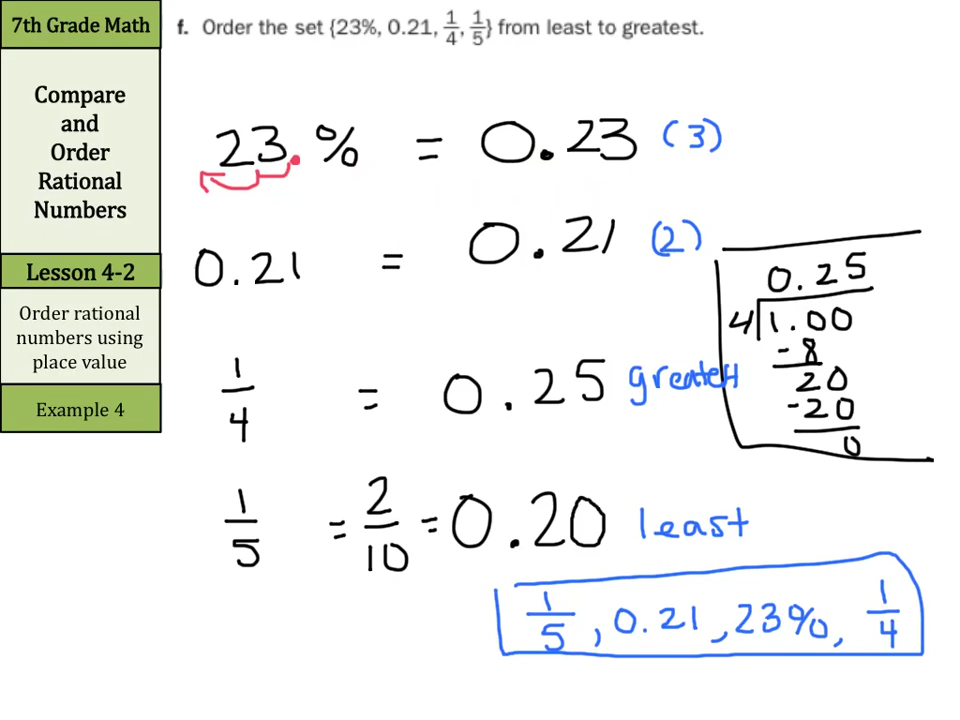 7th Grade Math
Compare
and
Order
Rational
Numbers
Lesson 4-2
Order rational
numbers using
place value
Example 4
f. Order the set {23%, 0.21, 1/4, 1/5} from least to greatest.
23.% = 0.23 (3)
0.21 = 0.21 (2)
1/4 = 0.25 greatest
1/5 = 2/10 = 0.20 least
0.25
4 1.00
-8
20
-20
0
1/5, 0.21, 23%, 1/4